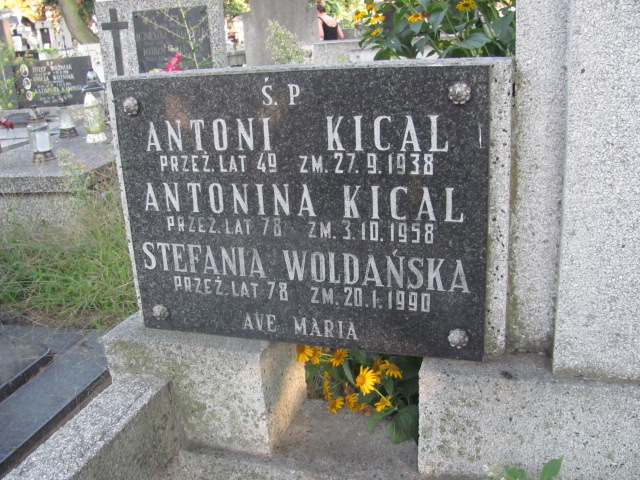 Ś. P
ANTONI KICAL
PRZEŻ. LAT 49 ZM. 27.9.1938
ANTONINA KICAL
PRZEŻ. LAT 78 ZM. 3.10.1958
STEFANIA WOLDAŃSKA
PRZEŻ. LAT 78 ZM. 20.1.1990
AVE MARIA